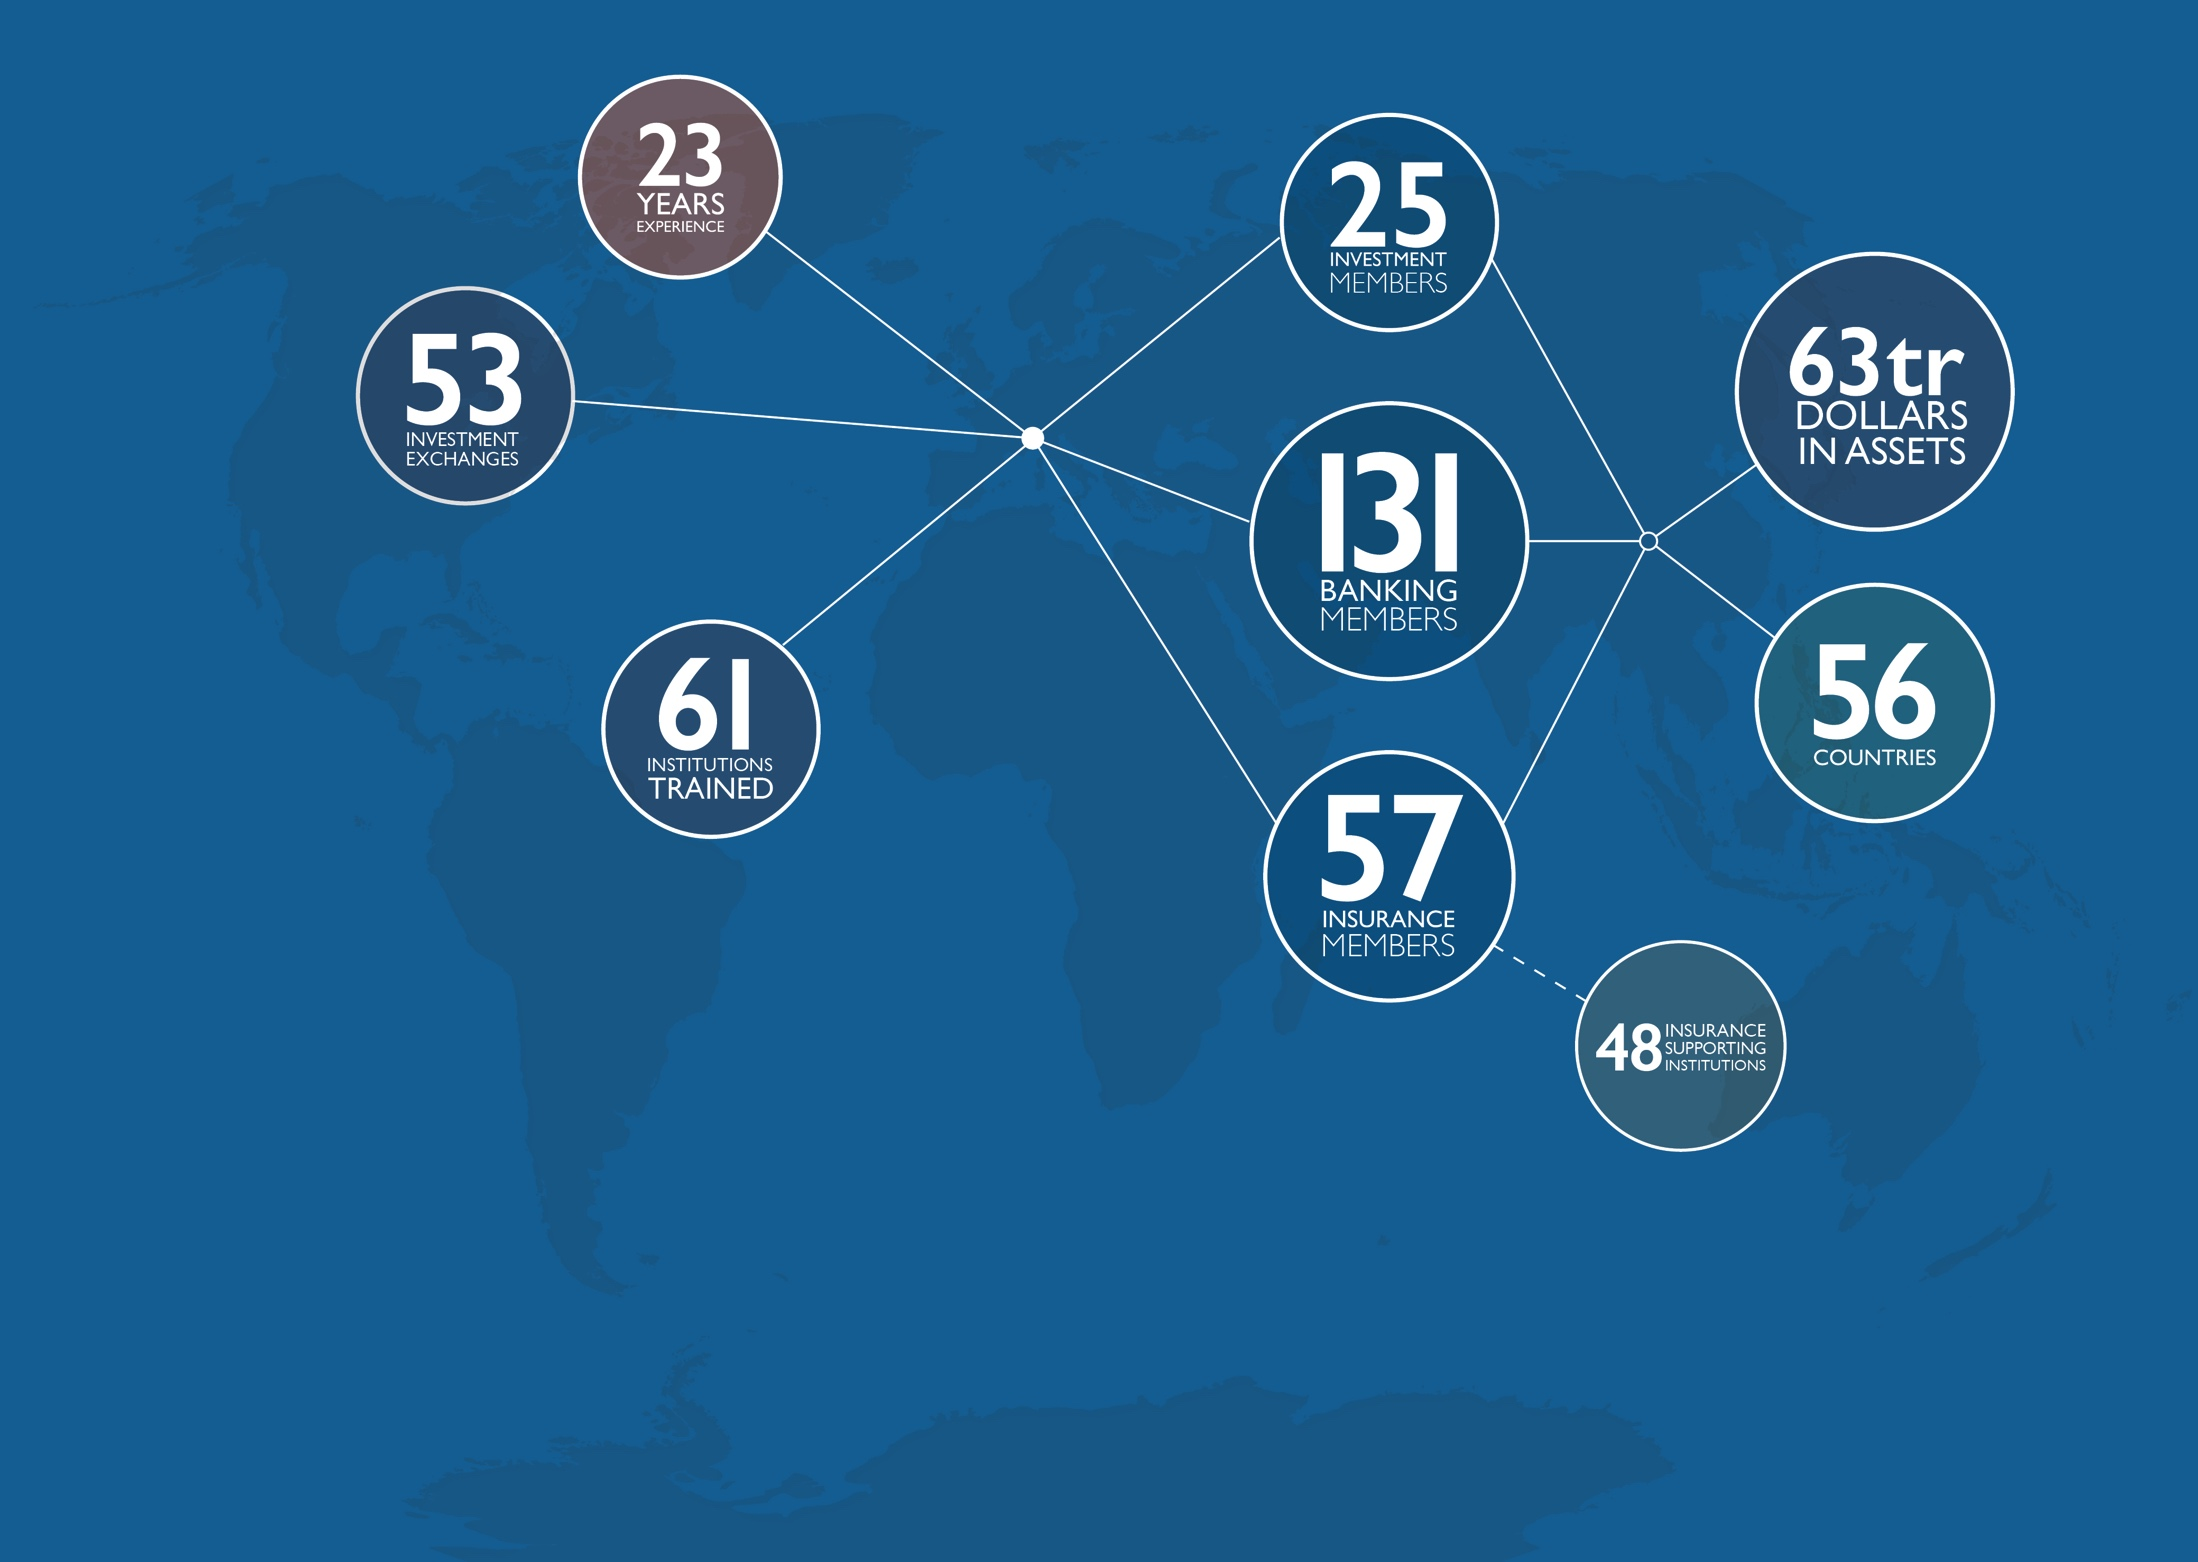 23
YEARS
EXPERIENCE
53
INVESTMENT
EXCHANGES
61
INSTITUTIONS
TRAINED
25
INVESTMENT
MEMBERS
131
BANKING
MEMBERS
57
INSURANCE
MEMBERS
63tr
DOLLARS
IN ASSETS
56
COUNTRIES
48 INSURANCE
SUPPORTING
INSTITUTIONS